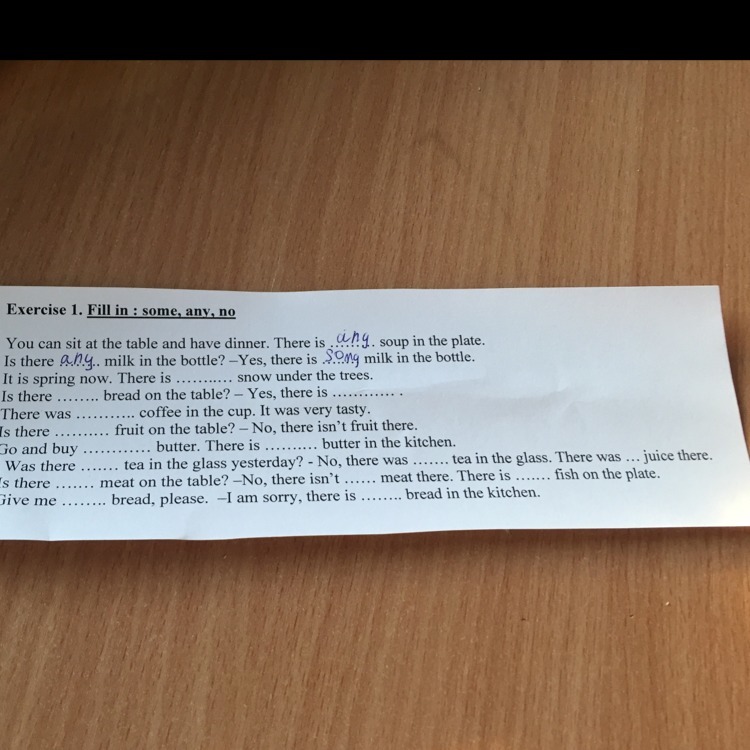 Exercise 1. Fill in : some, any, no
You can sit at the table and have dinner. There is ..any.. soup in the plate.
Is there any.. milk in the bottle? –Yes, there is song milk in the bottle.
It is spring now. There is .......... snow under the trees.
Is there ........ bread on the table? – Yes, there is ............ .
There was ........... coffee in the cup. It was very tasty.
Is there .......... fruit on the table? – No, there isn't fruit there.
Go and buy ............ butter. There is .......... butter in the kitchen.
Was there ....... tea in the glass yesterday? - No, there was ....... tea in the glass. There was ... juice there.
Is there ....... meat on the table? –No, there isn't ...... meat there. There is ....... fish on the plate.
Give me ........ bread, please. –I am sorry, there is ........ bread in the kitchen.